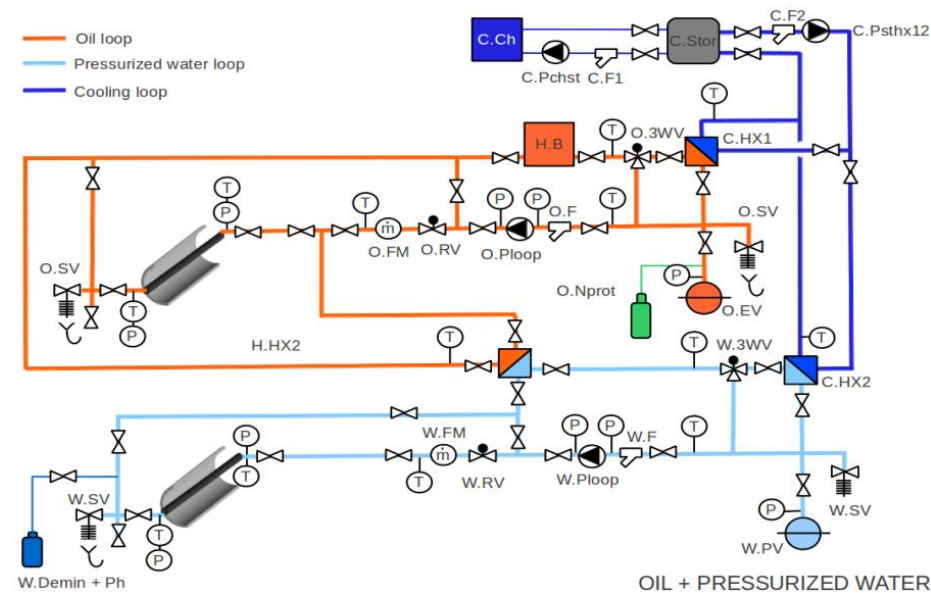 Oil loop
Pressurized water loop
Cooling loop
C.Ch
C.Stor
C.F2
C.Psthx12
C.Pchst
C.F1
T
H.B
T
O.3WV
C.HX1
T
P
T
ṁ
O.FM
O.RV
P
P
O.F
O.Ploop
T
O.SV
O.SV
T
P
O.Nprot
P
O.EV
H.HX2
T
T
W.3WV
T
C.HX2
P
T
W.FM
ṁ
T
W.RV
P
P
W.F
W.Ploop
T
W.SV
W.SV
T
P
P
W.PV
W.Demin + Ph
OIL + PRESSURIZED WATER